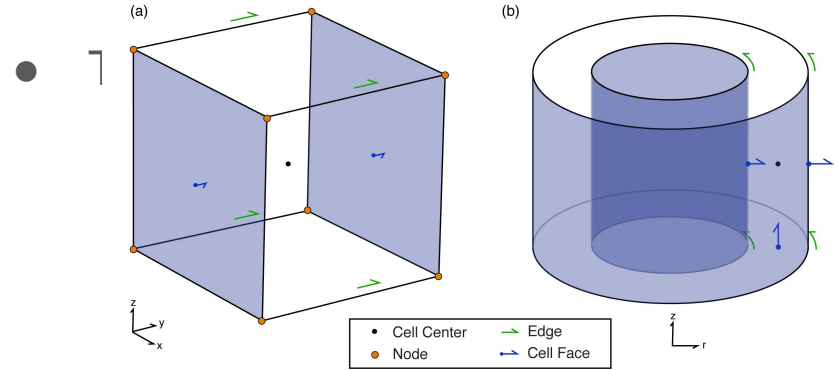 (a)
(b)
z
y
x
z
r
Cell Center
Edge
Node
Cell Face